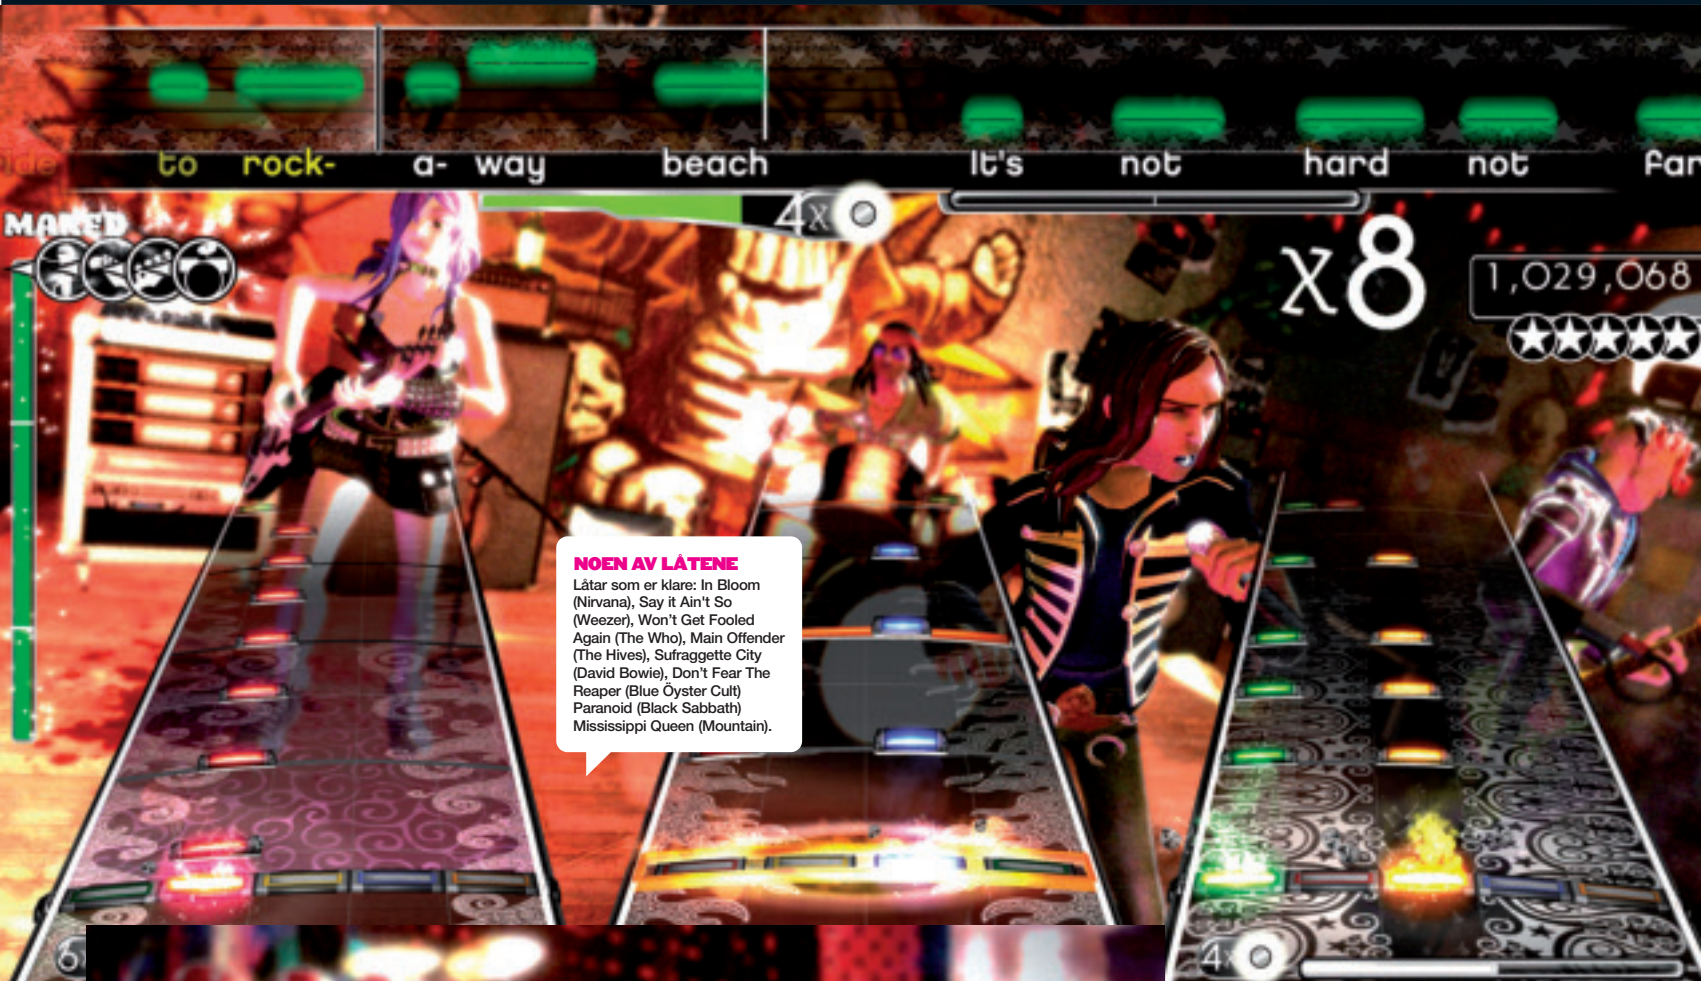 to rock- a- way beach It's not hard not far
MAKED
4x
x8
1,029,068
NOEN AV LÅTENE
Låtar som er klare: In Bloom
(Nirvana), Say it Ain't So
(Weezer), Won't Get Fooled
Again (The Who), Main Offender
(The Hives), Sufraggette City
(David Bowie), Don't Fear The
Reaper (Blue Öyster Cult)
Paranoid (Black Sabbath)
Mississippi Queen (Mountain).
4x